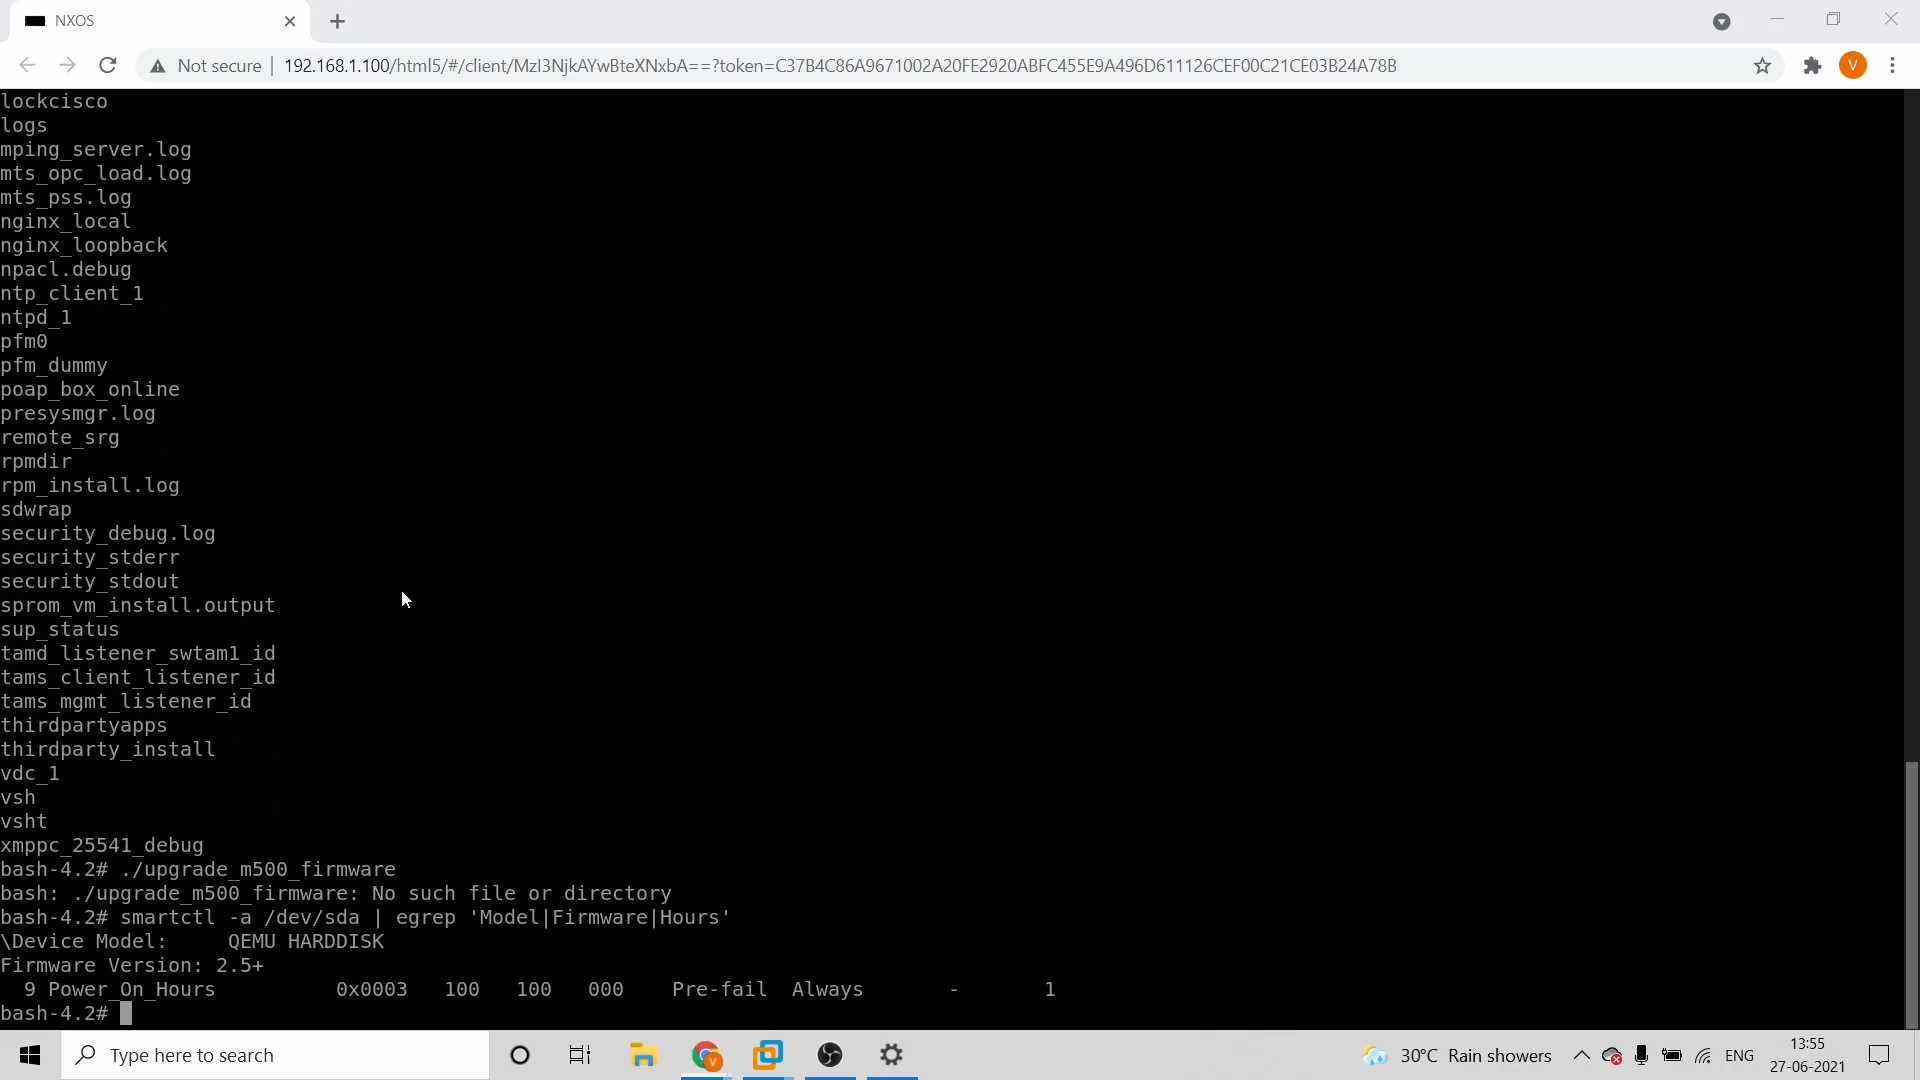 NXOS
Not secure
192.168.1.100/html5/#/client/MzI3NjkAYwBteXNxbA==?token=C37B4C86A9671002A20FE2920ABFC455E9A496D611126CEF00C21CE03B24A78B
V
lockcisco
logs
mping_server.log
mts_opc_load.log
mts_pss.log
nginx_local
nginx_loopback
npacl.debug
ntp_client_1
ntpd_1
pfm0
pfm_dummy
poap_box_online
presysmgr.log
remote_srg
rpmdir
rpm_install.log
sdwrap
security_debug.log
security_stderr
security_stdout
sprom_vm_install.output
sup_status
tamd_listener_swtam1_id
tams_client_listener_id
tams_mgmt_listener_id
thirdpartyapps
thirdparty_install
vdc_1
vsh
vsht
xmppc_25541_debug
bash-4.2# ./upgrade_m500_firmware
bash: ./upgrade_m500_firmware: No such file or directory
bash-4.2# smartctl -a /dev/sda | egrep 'Model|Firmware|Hours'
\Device Model:     QEMU HARDDISK
Firmware Version: 2.5+
  9 Power_On_Hours          0x0003   100   100   000    Pre-fail  Always       -       1
bash-4.2#
Type here to search
V
30°C Rain showers
ENG
13:55
27-06-2021